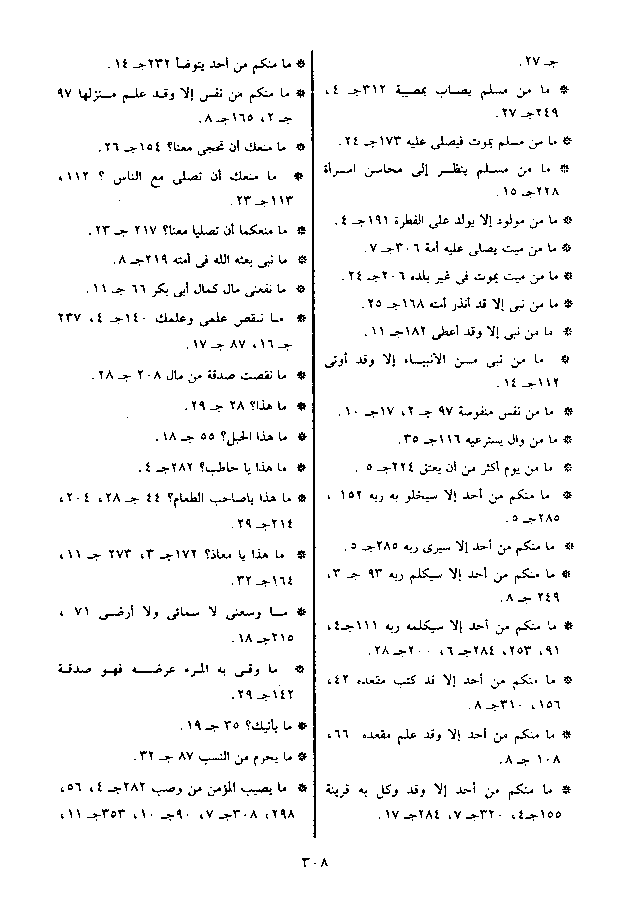 جـ ٢٧.
* ما من مسلم يصاب بمصيبة ٣١٢جـ ٤،
٢٤٩جـ ٢٧.
* ما من مسلم يموت فيصلى عليه ١٧٣جـ ٢٤.
* ما من مسلم ينظر إلى محاسن امرأة
٢٢٨جـ ١٥.
* ما من مولود إلا يولد على الفطرة ١٩١جـ ٤.
* ما من ميت يصلى عليه أمة ٣٠٦جـ ٧.
* ما من ميت يموت فى غير بلده ٢٠٦جـ ٢٤.
* ما من نبى إلا قد أنذر أمته ١٦٨جـ ٢٥.
* ما من نبى إلا وقد أعطى ١٨٢جـ ١١.
* ما من نبى من الأنبياء إلا وقد أوتى
١١٢جـ ١٤.
* ما من نفس منفوسة ٩٧ جـ ٢، ١٧جـ ١٠.
* ما من وال يسترعيه ١١٦جـ ٣٥.
* ما من يوم أكثر من أن يعتق ٢٢٤جـ ٥.
* ما منكم من أحد إلا سيخلو به ربه ١٥٢ ،
٢٨٥جـ ٥.
* ما منكم من أحد إلا سيرى ربه ٢٨٥جـ ٥.
* ما منكم من أحد إلا سيكلم ربه ٩٣ جـ ٣،
٢٤٩ جـ ٨.
* ما منكم من أحد إلا سيكلمه ربه ١١١جـ٤،
٩١، ٢٥٣، ٢٨٤جـ ٦، ٢٠٠جـ ٢٨.
* ما منكم من أحد إلا قد كتب مقعده ٤٢،
١٥٦، ٣١٠جـ ٨.
* ما منكم من أحد إلا وقد علم مقعده ٦٦،
١٠٨ جـ ٨.
* ما منكم من أحد إلا وقد وكل به قرينة
١٥٥جـ٤، ٣٢٠جـ ٧، ٢٨٤جـ ١٧.
* ما منكم من أحد يتوضأ ٢٣٢جـ ١٤.
* ما منكم من نفس إلا وقد علم منزلها ٩٧
جـ ٢، ١٦٥جـ ٨.
* ما منعك أن تحجى معنا؟ ١٥٤جـ ٢٦.
* ما منعك أن تصلى مع الناس ؟ ١١٢،
١١٣جـ ٢٣.
* ما منعكما أن تصليا معنا؟ ٢١٧ جـ ٢٣.
* ما نبى بعثه الله فى أمته ٢١٩جـ ٨.
* ما نفعنى مال كمال أبى بكر ٦٦ جـ ١١.
* ما نقص علمى وعلمك ١٤٠جـ ٤، ٢٣٧
جـ ١٦، ٨٧ جـ ١٧.
* ما نقصت صدقة من مال ٢٠٨ جـ ٢٨.
* ما هذا؟ ٢٨ جـ ٢٩.
* ما هذا الحبل؟ ٥٥ جـ ١٨.
* ما هذا يا حاطب؟ ٢٨٢جـ ٤.
* ما هذا ياصاحب الطعام؟ ٤٤ جـ ٢٨، ٢٠٤،
٢١٤جـ ٢٩.
* ما هذا يا معاذ؟ ١٧٢جـ ٣، ٢٧٣ جـ ١١،
١٦٤جـ ٣٢.
* ما وسعنى لا سمائى ولا أرضى ٧١ ،
٢١٥جـ ١٨.
* ما وقى به المرء عرضه فهو صدقة
١٤٢جـ ٢٩.
* ما يأتيك؟ ٣٥ جـ ١٩.
* ما يحرم من النسب ٨٧ جـ ٣٢.
* ما يصيب المؤمن من وصب ٢٨٢جـ ٤، ٥٦،
٢٩٨، ٣٠٨جـ ٧، ٩٠جـ ١٠، ٣٥٣جـ ١١،
٣٠٨